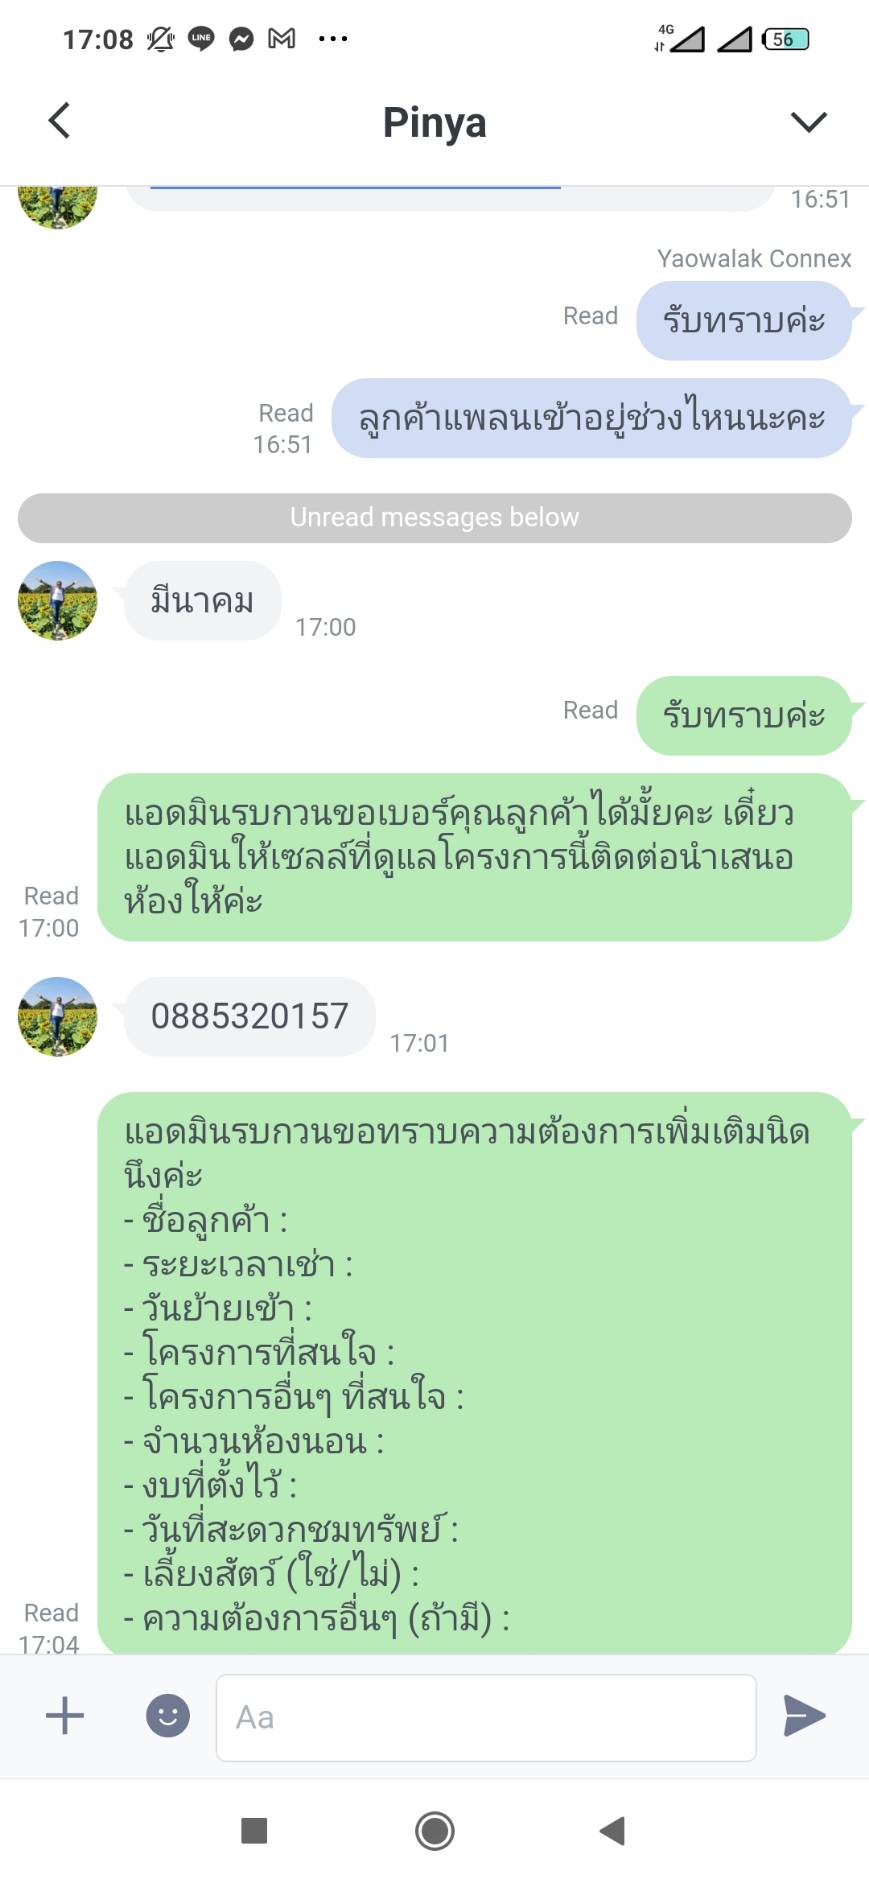 17:08 LINE 4G 56
Pinya
16:51
Yaowalak Connex
Read รับทราบค่ะ
Read ลูกค้าแพลนเข้าอยู่ช่วงไหนนะคะ
16:51
Unread messages below
มีนาคม
17:00
Read รับทราบค่ะ
แอดมินรบกวนขอเบอร์คุณลูกค้าได้มั้ยคะ เดี๋ยว
แอดมินให้เซลล์ที่ดูแลโครงการนี้ติดต่อนำเสนอ
ห้องให้ค่ะ
Read
17:00
0885320157
17:01
แอดมินรบกวนขอทราบความต้องการเพิ่มเติมนิด
นึงค่ะ
- ชื่อลูกค้า :
- ระยะเวลาเช่า :
- วันย้ายเข้า :
- โครงการที่สนใจ :
- โครงการอื่นๆ ที่สนใจ :
- จำนวนห้องนอน :
- งบที่ตั้งไว้ :
- วันที่สะดวกชมทรัพย์ :
- เลี้ยงสัตว์ (ใช่/ไม่) :
- ความต้องการอื่นๆ (ถ้ามี) :
Read
17:04
Aa